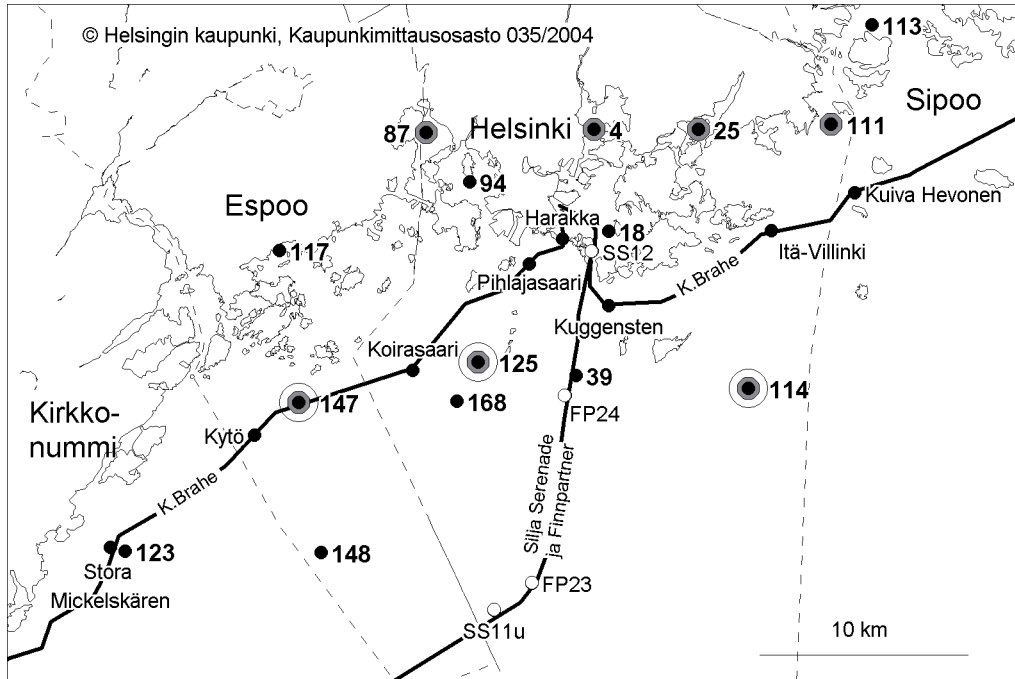 © Helsingin kaupunki, Kaupunkimittausosasto 035/2004
113
Sipoo
87
Helsinki
4
25
111
94
Kuiva Hevonen
Espoo
Harakka
18
117
SS12
Itä-Villinki
Pihlajasaari
K.Brahe
Kuggensten
Koirasaari
125
39
114
168
147
FP24
Kirkko-
nummi
Kytö
K.Brahe
Silja Serenade
ja Finnpartner
123
148
Stora
Mickelskären
FP23
SS11u
10 km